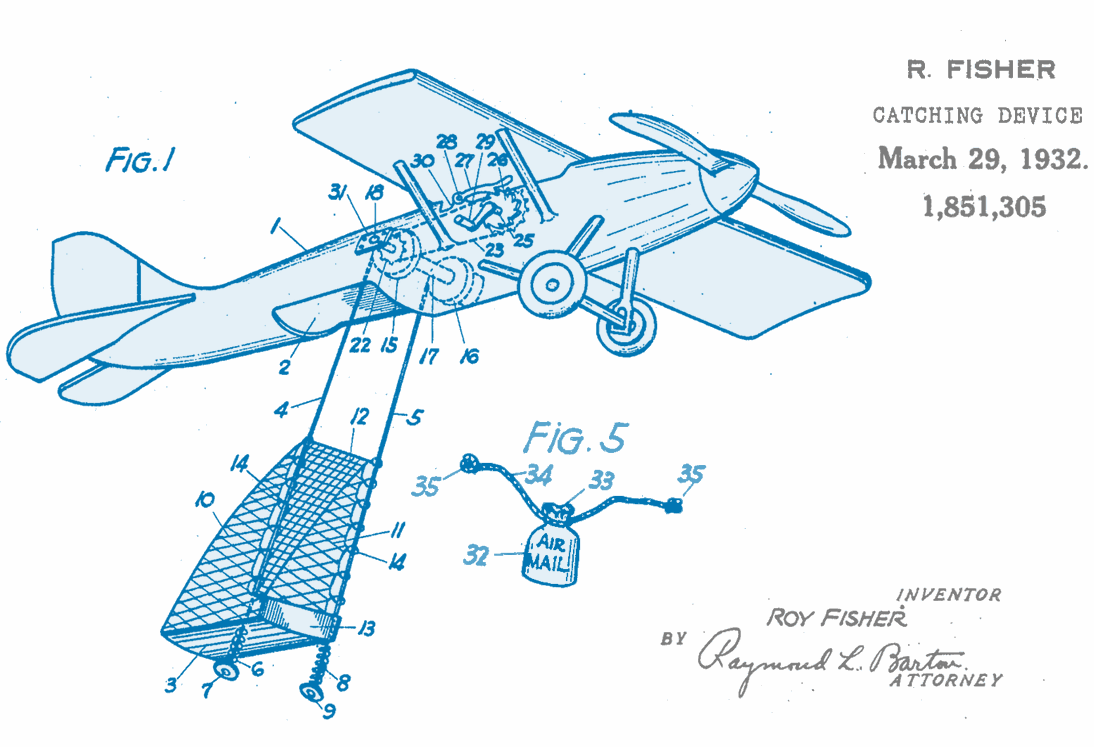 R. FISHER
CATCHING DEVICE
March 29, 1932.
1,851,305
FIG.1
28 29
30 27 26
31 18
1
23 25
22 15 17 16
2
4 5
12
14
10
11
14
13
3 7 6
8
9
FIG. 5
35 34 33 35
32
AIR
MAIL
INVENTOR
ROY FISHER
BY Raymond L. Barton.
ATTORNEY